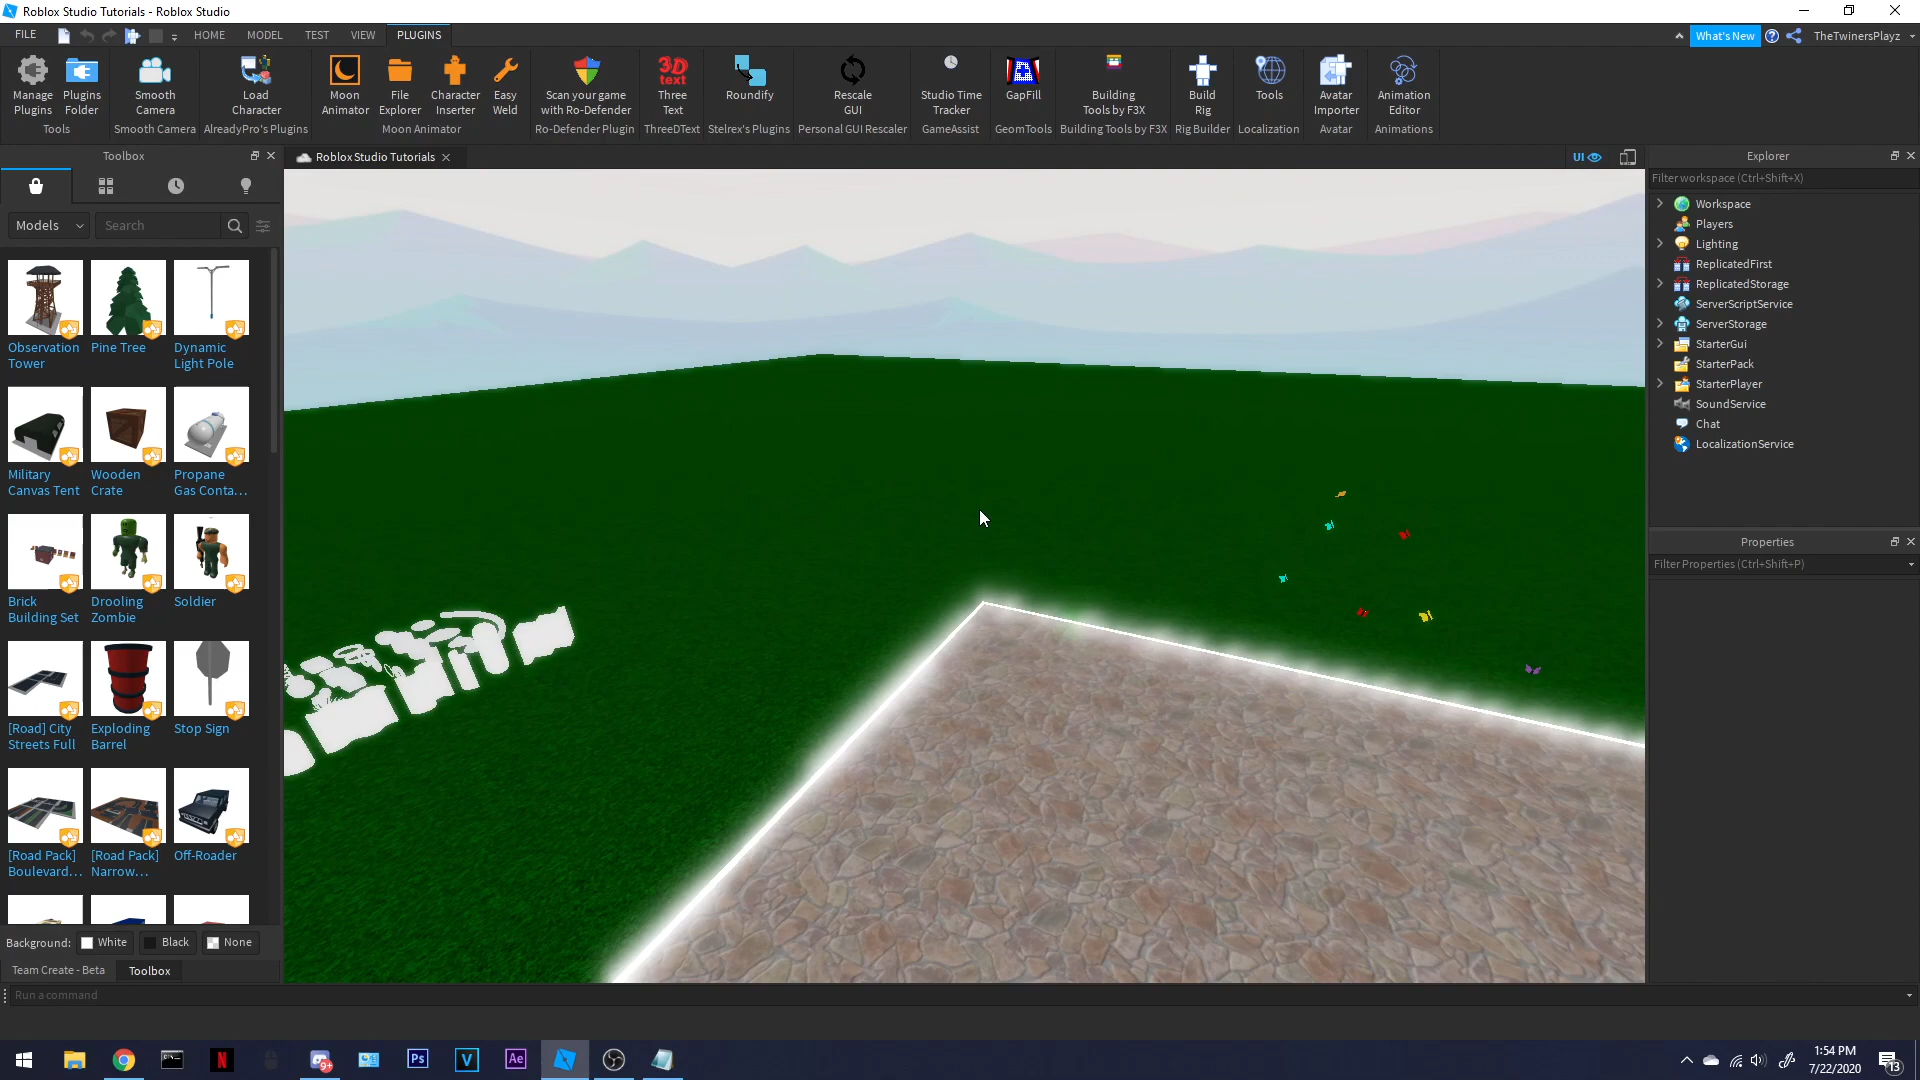 Roblox Studio Tutorials - Roblox Studio
FILE HOME MODEL TEST VIEW PLUGINS What's New TheTwinersPlayz
Manage Plugins
Plugins Folder
Tools
Smooth Camera
Smooth Camera
Load Character
AlreadyPro's Plugins
Moon Animator
File Explorer
Character Inserter
Easy Weld
Moon Animator
Scan your game with Ro-Defender
Ro-Defender Plugin
3D text
Three Text
ThreeDText
Roundify
Stelrex's Plugins
Rescale GUI
Personal GUI Rescaler
Studio Time Tracker
GameAssist
GapFill
GeomTools
Building Tools by F3X
Building Tools by F3X
Build Rig
Rig Builder
Tools
Localization
Avatar Importer
Avatar
Animation Editor
Animations
Toolbox
Models
Search
Observation Tower
Pine Tree
Dynamic Light Pole
Military Canvas Tent
Wooden Crate
Propane Gas Conta...
Brick Building Set
Drooling Zombie
Soldier
[Road] City Streets Full
Exploding Barrel
Stop Sign
[Road Pack] Boulevard...
[Road Pack] Narrow...
Off-Roader
Background: White Black None
Team Create - Beta Toolbox
Roblox Studio Tutorials
UI
Explorer
Filter workspace (Ctrl+Shift+X)
Workspace
Players
Lighting
ReplicatedFirst
ReplicatedStorage
ServerScriptService
ServerStorage
StarterGui
StarterPack
StarterPlayer
SoundService
Chat
LocalizationService
Properties
Filter Properties (Ctrl+Shift+P)
Run a command
N
9+
Ps
V
Ae
1:54 PM
7/22/2020
13